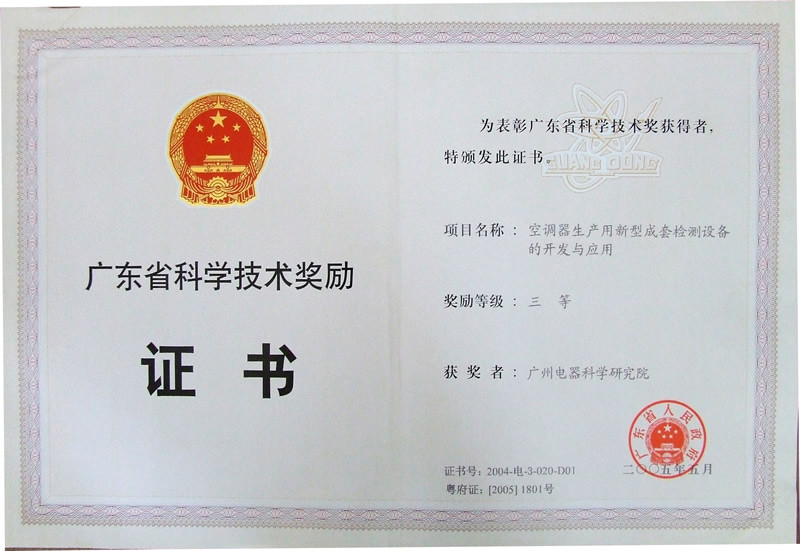 广东省科学技术奖励
证书
为表彰广东省科学技术奖获得者，
特颁发此证书。
GUANG DONG
项目名称：空调器生产用新型成套检测设备
的开发与应用
奖励等级：三 等
获 奖 者：广州电器科学研究院
广东省人民政府
二〇〇五年五月
证书号：2004-电-3-020-D01
粤府证：[2005] 1801号